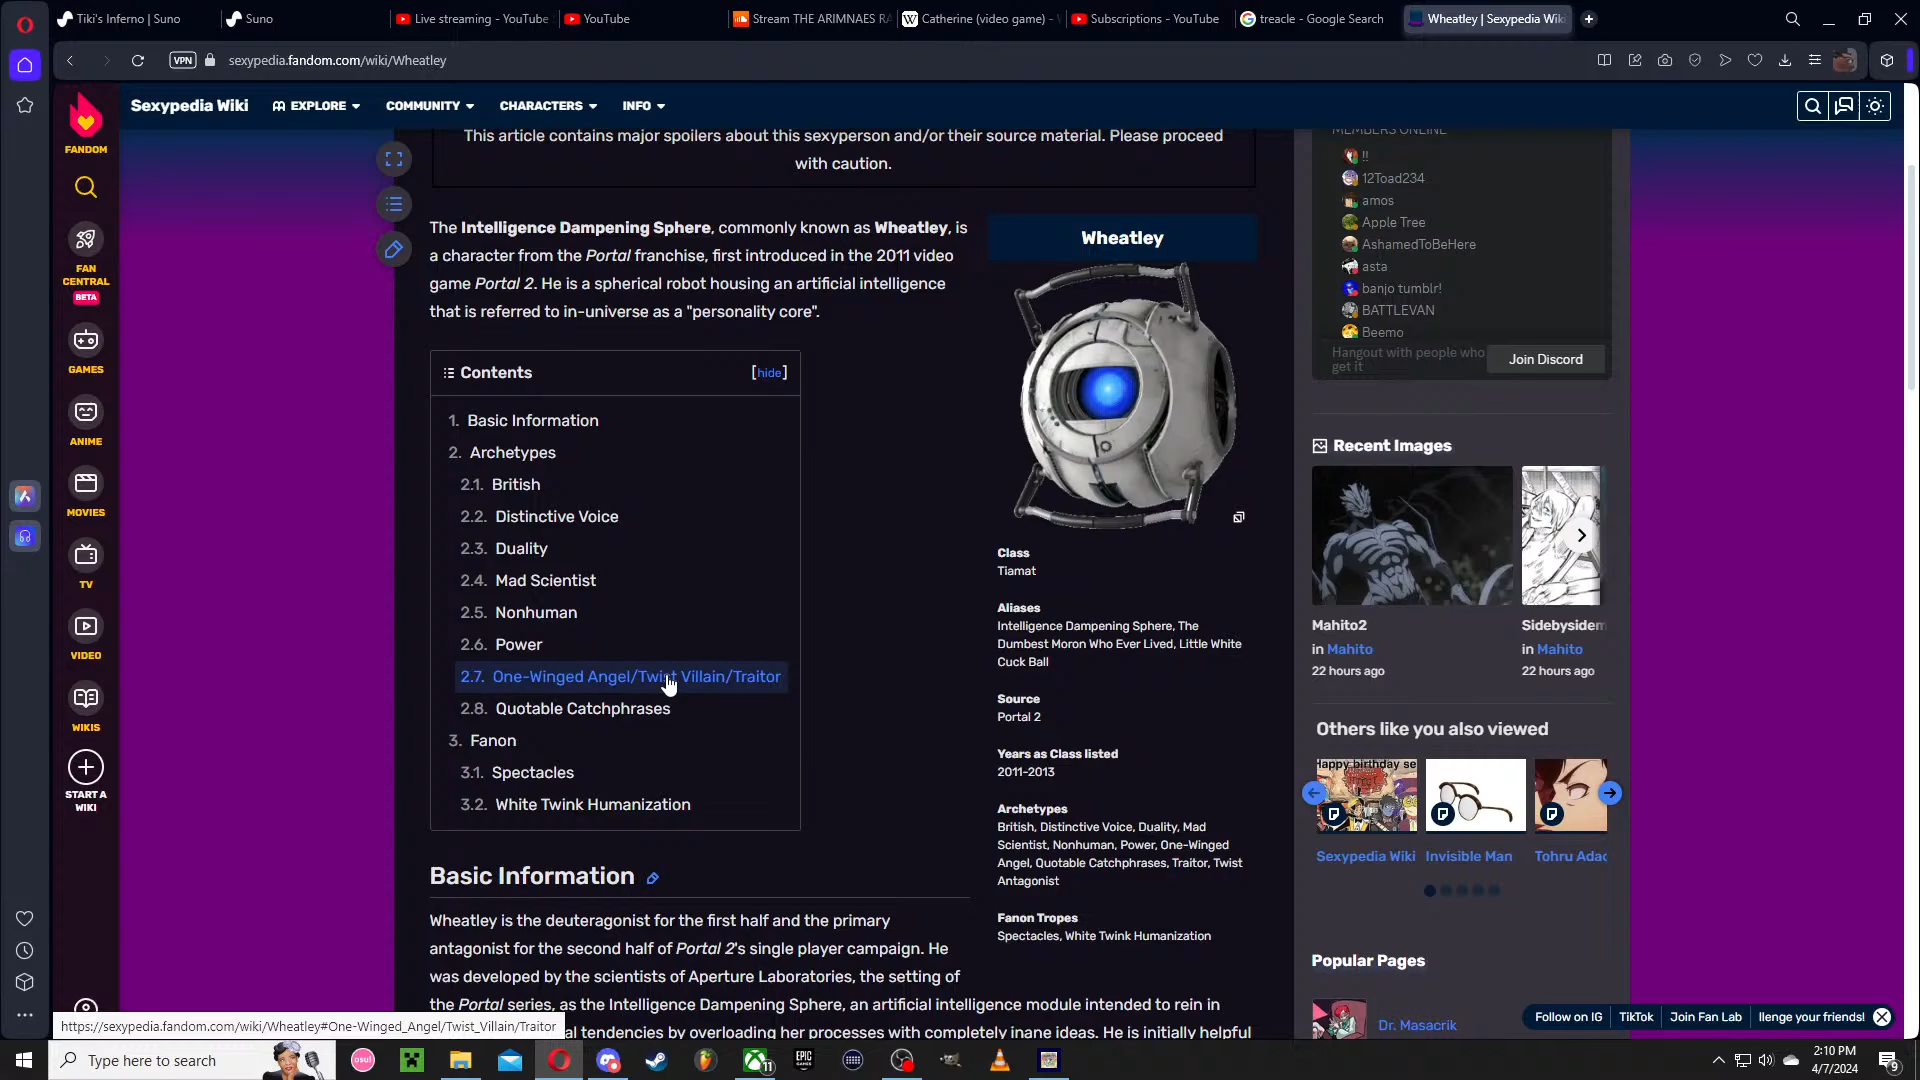 Tiki's Inferno | Suno
Suno
Live streaming - YouTube
YouTube
Stream THE ARIMNAES RA
Catherine (video game) -
Subscriptions - YouTube
treacle - Google Search
Wheatley | Sexypedia Wiki
VPN
sexypedia.fandom.com/wiki/Wheatley
FANDOM
FAN CENTRAL
BETA
GAMES
ANIME
MOVIES
TV
VIDEO
WIKIS
START A
WIKI
Sexypedia Wiki
EXPLORE
COMMUNITY
CHARACTERS
INFO
This article contains major spoilers about this sexyperson and/or their source material. Please proceed
with caution.
The Intelligence Dampening Sphere, commonly known as Wheatley, is
a character from the Portal franchise, first introduced in the 2011 video
game Portal 2. He is a spherical robot housing an artificial intelligence
that is referred to in-universe as a "personality core".
Contents
[hide]
1. Basic Information
2. Archetypes
2.1. British
2.2. Distinctive Voice
2.3. Duality
2.4. Mad Scientist
2.5. Nonhuman
2.6. Power
2.7. One-Winged Angel/Twist Villain/Traitor
2.8. Quotable Catchphrases
3. Fanon
3.1. Spectacles
3.2. White Twink Humanization
Basic Information
Wheatley is the deuteragonist for the first half and the primary
antagonist for the second half of Portal 2's single player campaign. He
was developed by the scientists of Aperture Laboratories, the setting of
the Portal series, as the Intelligence Dampening Sphere, an artificial intelligence module intended to rein in
al tendencies by overloading her processes with completely inane ideas. He is initially helpful
Wheatley
Class
Tiamat
Aliases
Intelligence Dampening Sphere, The
Dumbest Moron Who Ever Lived, Little White
Cuck Ball
Source
Portal 2
Years as Class listed
2011-2013
Archetypes
British, Distinctive Voice, Duality, Mad
Scientist, Nonhuman, Power, One-Winged
Angel, Quotable Catchphrases, Traitor, Twist
Antagonist
Fanon Tropes
Spectacles, White Twink Humanization
MEMBERS ONLINE
!!
12Toad234
amos
Apple Tree
AshamedToBeHere
asta
banjo tumblr!
BATTLEVAN
Beemo
Hangout with people who
get it
Join Discord
Recent Images
Mahito2
in Mahito
22 hours ago
Sidebysidem
in Mahito
22 hours ago
Others like you also viewed
Happy birthday se
Sexypedia Wiki
Invisible Man
Tohru Adac
Popular Pages
Dr. Masacrik
Follow on IG
TikTok
Join Fan Lab
llenge your friends!
https://sexypedia.fandom.com/wiki/Wheatley#One-Winged_Angel/Twist_Villain/Traitor
Type here to search
osu!
11
EPIC
GAMES
2:10 PM
4/7/2024
9